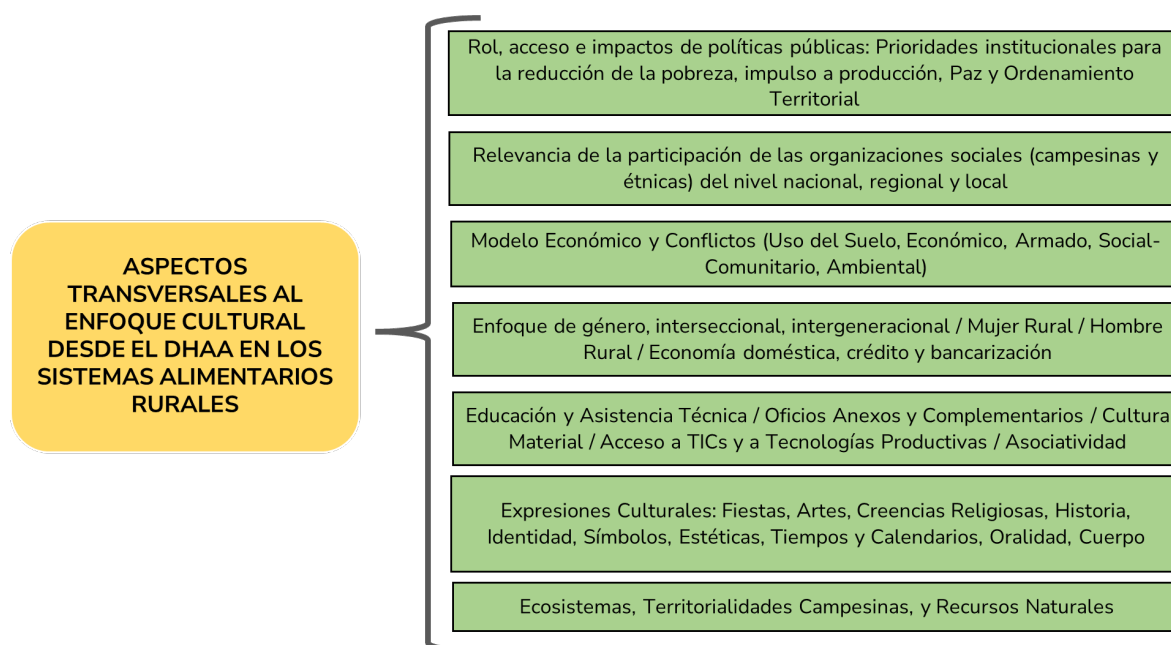 ASPECTOS
TRANSVERSALES AL
ENFOQUE CULTURAL
DESDE EL DHAA EN LOS
SISTEMAS ALIMENTARIOS
RURALES
Rol, acceso e impactos de políticas públicas: Prioridades institucionales para
la reducción de la pobreza, impulso a producción, Paz y Ordenamiento
Territorial
Relevancia de la participación de las organizaciones sociales (campesinas y
étnicas) del nivel nacional, regional y local
Modelo Económico y Conflictos (Uso del Suelo, Económico, Armado, Social-
Comunitario, Ambiental)
Enfoque de género, interseccional, intergeneracional / Mujer Rural / Hombre
Rural / Economía doméstica, crédito y bancarización
Educación y Asistencia Técnica / Oficios Anexos y Complementarios / Cultura
Material / Acceso a TICs y a Tecnologías Productivas / Asociatividad
Expresiones Culturales: Fiestas, Artes, Creencias Religiosas, Historia,
Identidad, Símbolos, Estéticas, Tiempos y Calendarios, Oralidad, Cuerpo
Ecosistemas, Territorialidades Campesinas, y Recursos Naturales